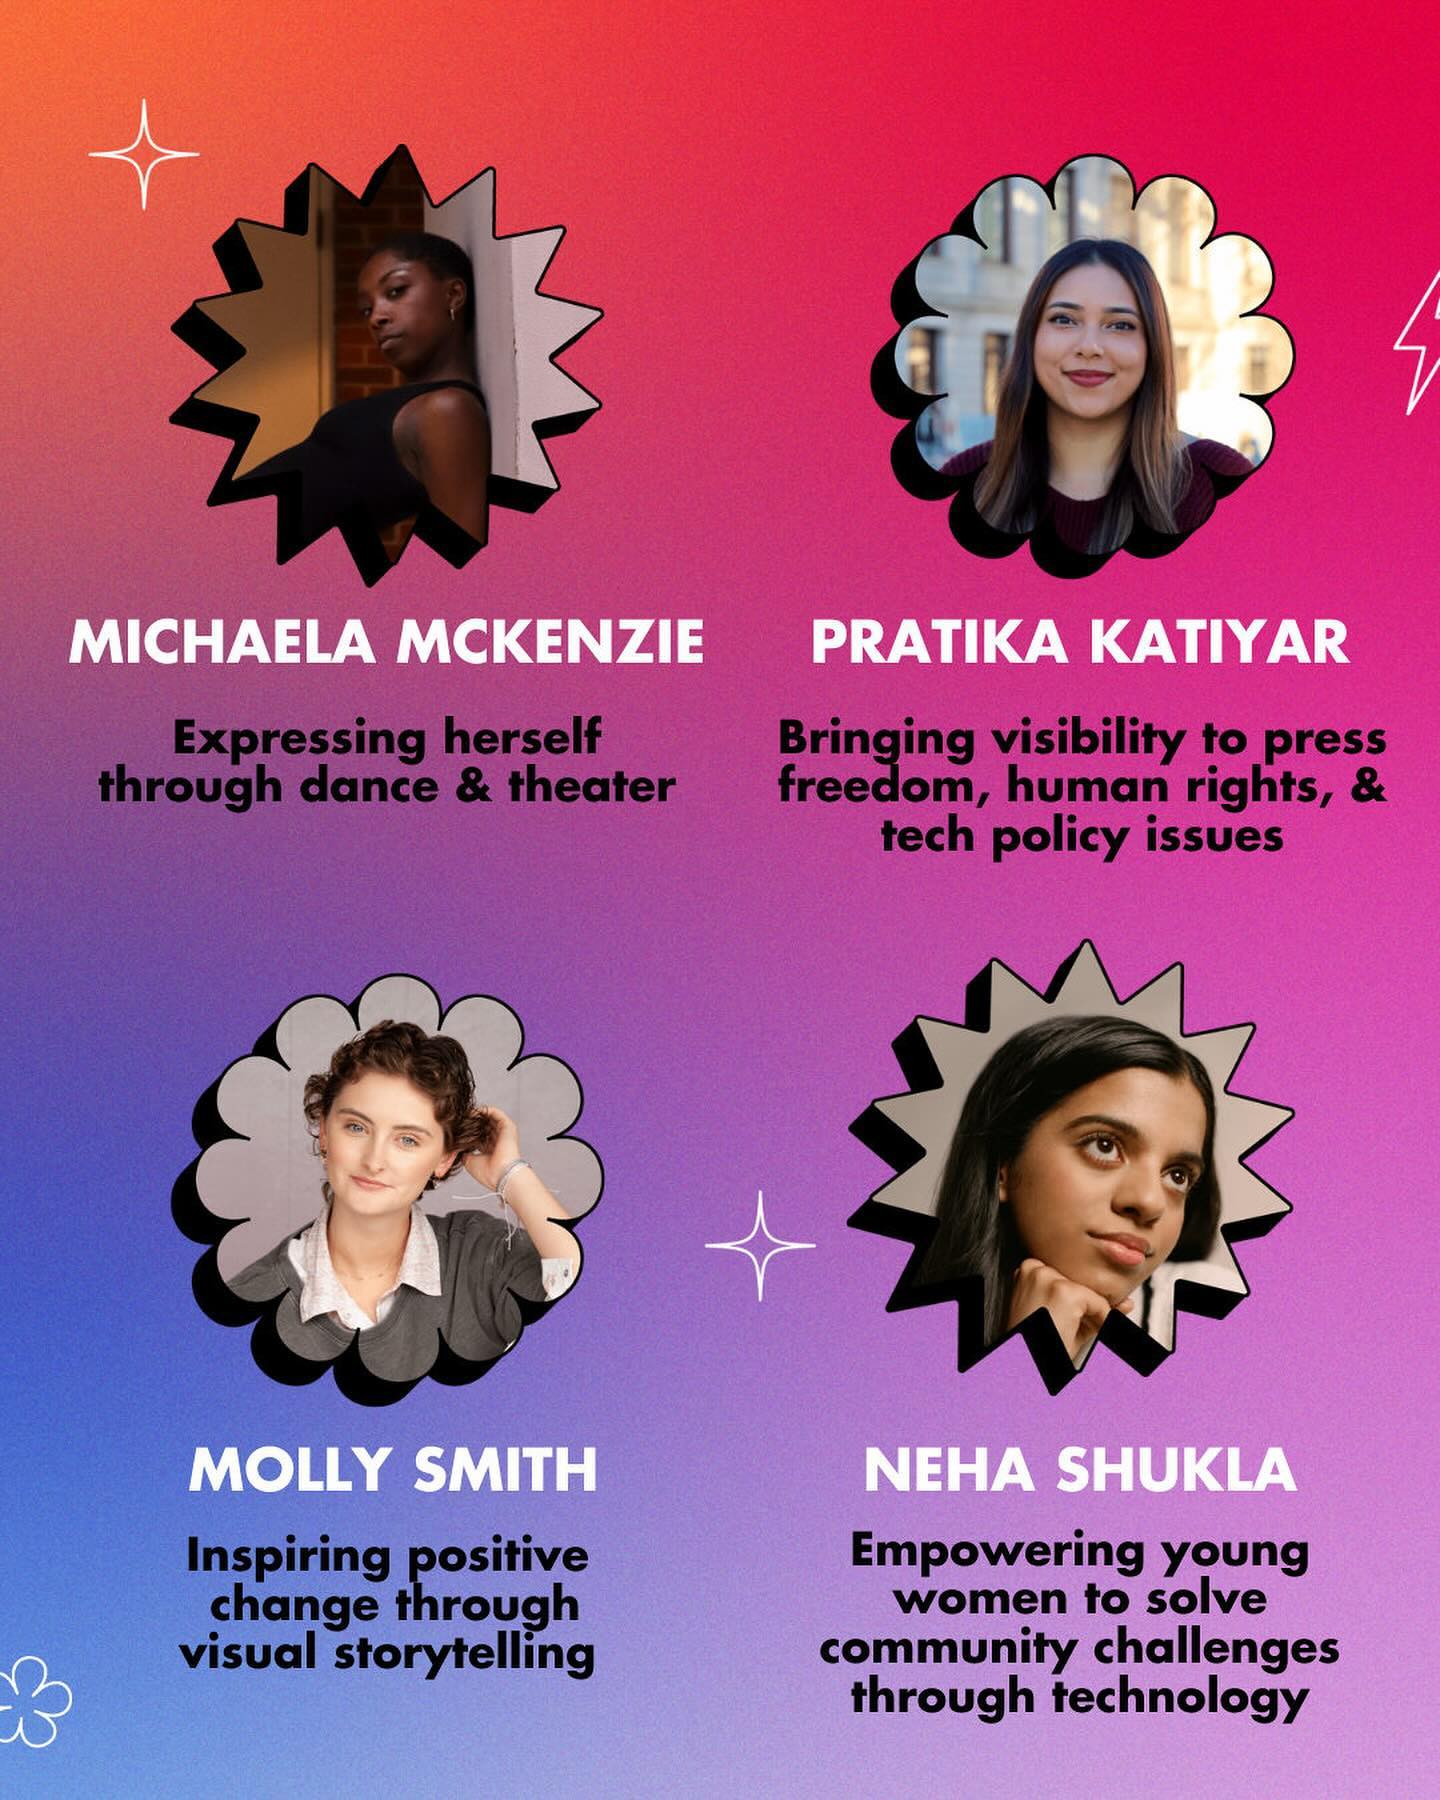 MICHAELA MCKENZIE
Expressing herself
through dance & theater
PRATIKA KATIYAR
Bringing visibility to press
freedom, human rights, &
tech policy issues
MOLLY SMITH
Inspiring positive
change through
visual storytelling
NEHA SHUKLA
Empowering young
women to solve
community challenges
through technology